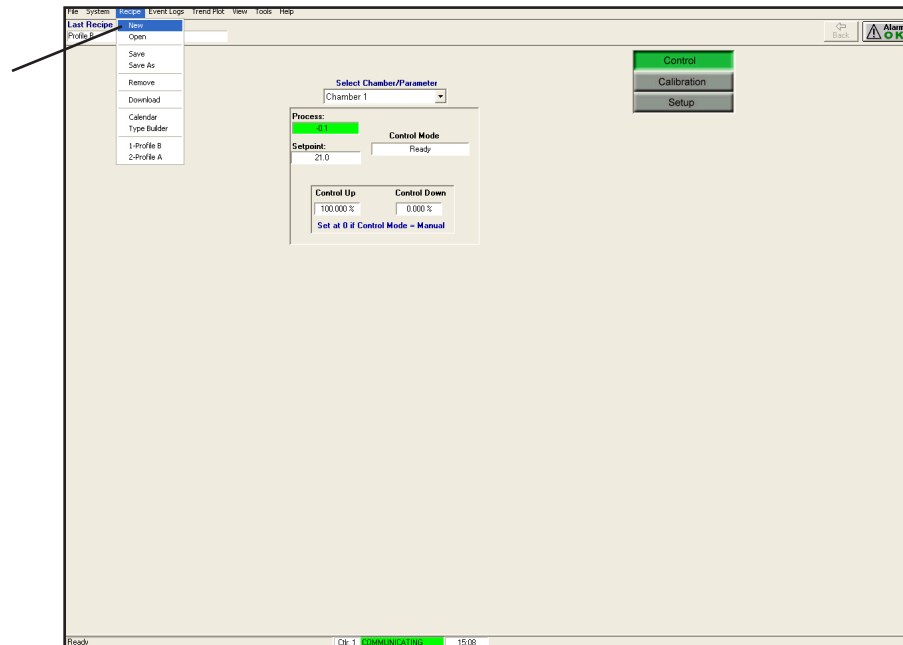 File System Recipe Event Logs Trend Plot View Tools Help
Last Recipe
Profile B
New
Open
Save
Save As
Remove
Download
Calendar
Type Builder
1-Profile B
2-Profile A
Back
Alarm
OK
Control
Calibration
Setup
Select Chamber/Parameter
Chamber 1
Process:
-0.1
Control Mode
Ready
Setpoint:
21.0
Control Up Control Down
100.000 % 0.000 %
Set at 0 if Control Mode = Manual
Ready Ctlr 1 COMMUNICATING 15:08